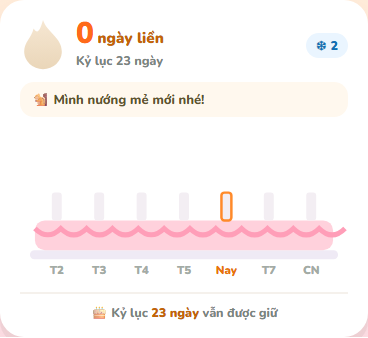 0 ngày liền
Kỷ lục 23 ngày
2
Mình nướng mẻ mới nhé!
T2 T3 T4 T5 Nay T7 CN
Kỷ lục 23 ngày vẫn được giữ